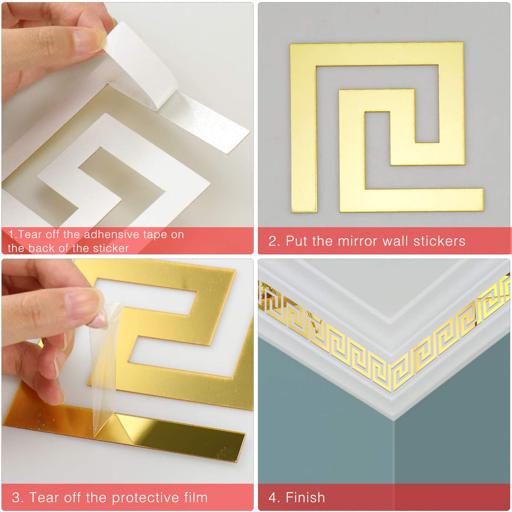 1.Tear off the adhensive tape on
the back of the sticker
2. Put the mirror wall stickers
3. Tear off the protective film
4. Finish